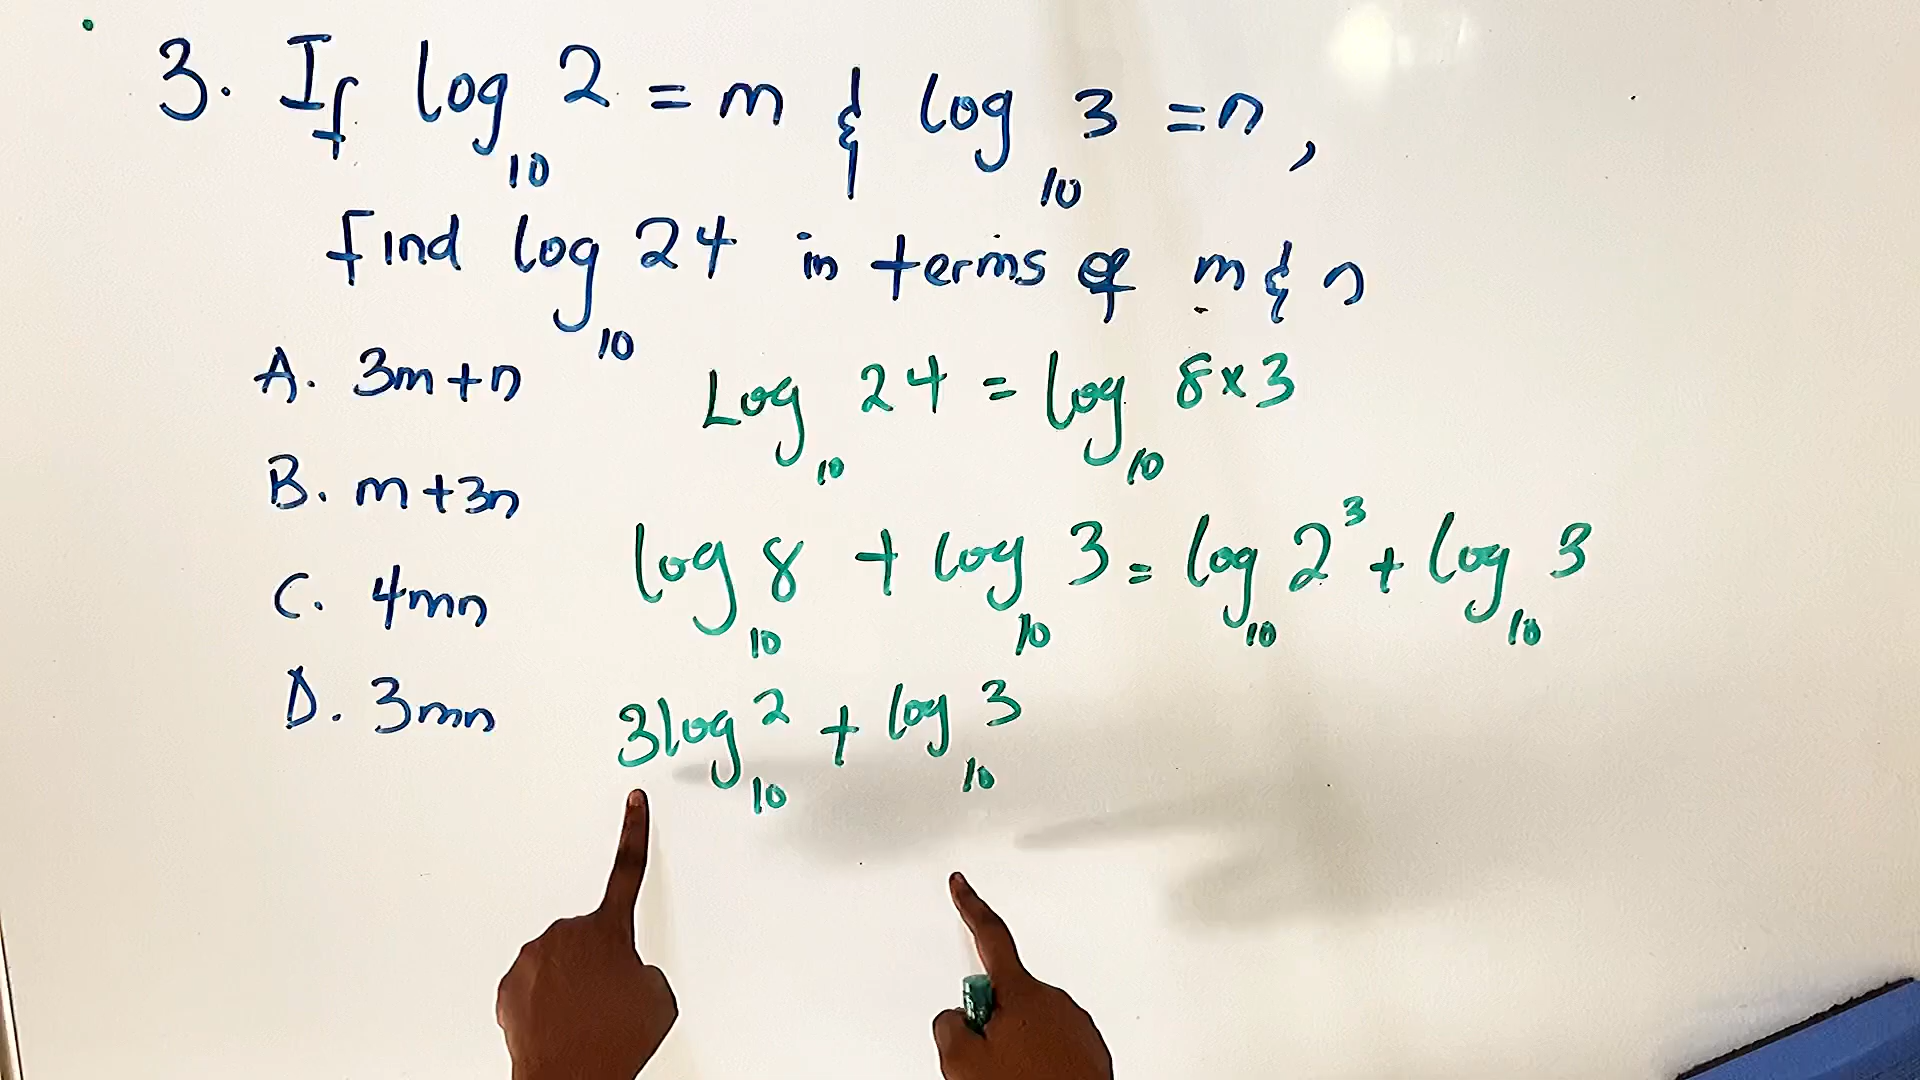 3. If log₁₀ 2 = m & log₁₀ 3 = n,
find log₁₀ 24 in terms of m & n
A. 3m+n
B. m+3n
C. 4mn
D. 3mn
Log₁₀ 24 = log₁₀ 8×3
log₁₀ 8 + log₁₀ 3 = log₁₀ 2³ + log₁₀ 3
3log₁₀ 2 + log₁₀ 3